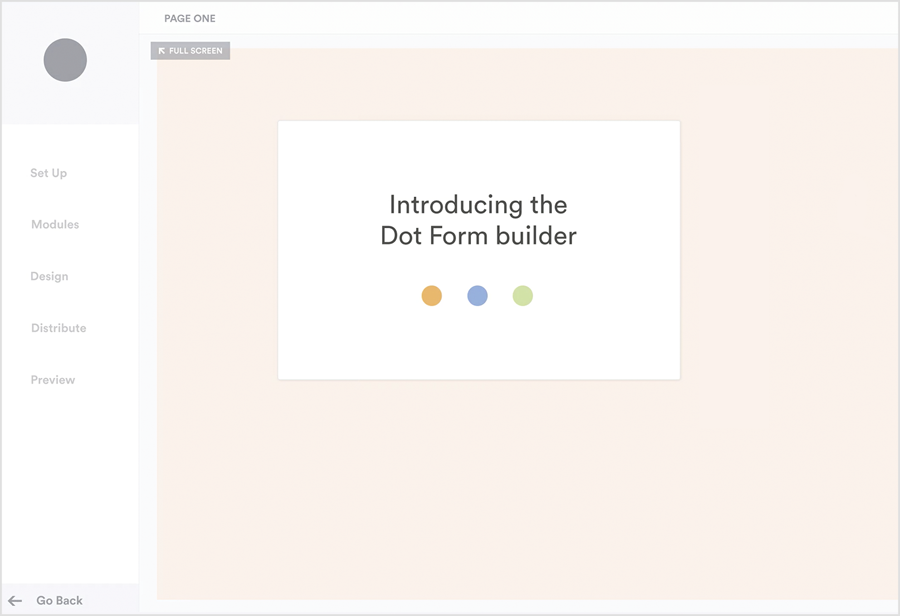 PAGE ONE
FULL SCREEN
Set Up
Modules
Design
Distribute
Preview
Introducing the
Dot Form builder
Go Back